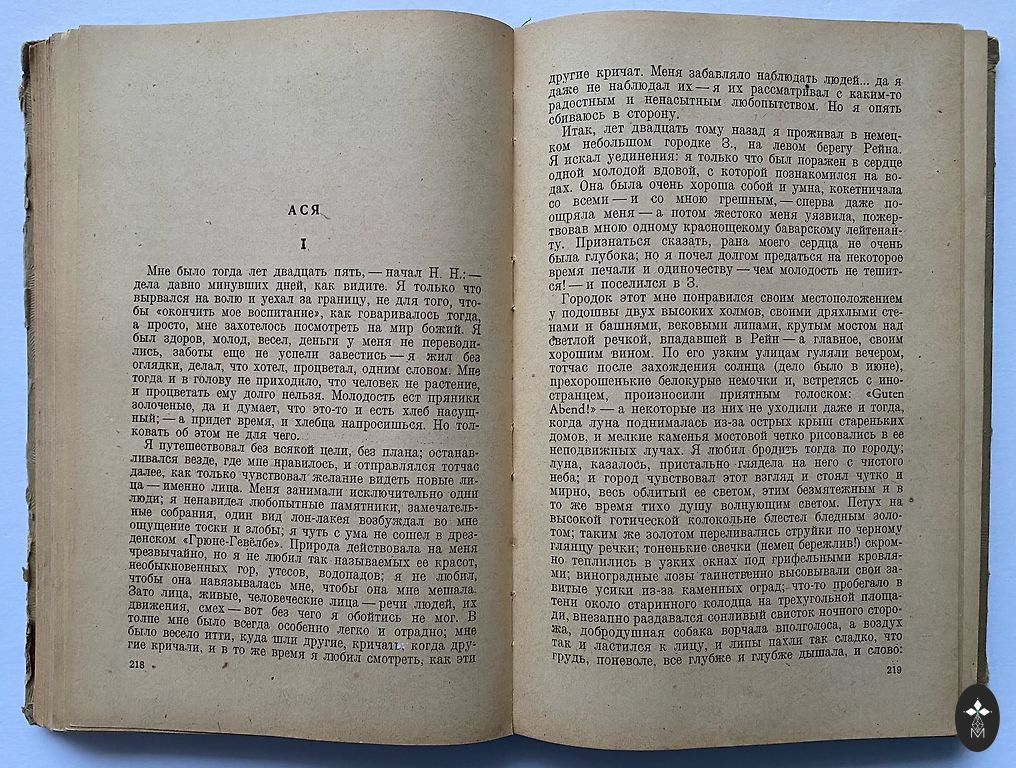 АСЯ
I
Мне было тогда лет двадцать пять, — начал Н. Н.: —
дела давно минувших дней, как видите. Я только что
вырвался на волю и уехал за границу, не для того, что-
бы «окончить мое воспитание», как говаривалось тогда,
а просто, мне захотелось посмотреть на мир божий. Я
был здоров, молод, весел, деньги у меня не переводи-
лись, заботы еще не успели завестись — я жил без
оглядки, делал, что хотел, процветал, одним словом. Мне
тогда и в голову не приходило, что человек не растение,
и процветать ему долго нельзя. Молодость ест пряники
золоченые, да и думает, что это-то и есть хлеб насущ-
ный; — а придет время, и хлебца напросишься. Но тол-
ковать об этом не для чего.
Я путешествовал без всякой цели, без плана; останав-
ливался везде, где мне нравилось, и отправлялся тотчас
далее, как только чувствовал желание видеть новые ли-
ца — именно лица. Меня занимали исключительно одни
люди; я ненавидел любопытные памятники, замечатель-
ные собрания, один вид лон-лакея возбуждал во мне
ощущение тоски и злобы; я чуть с ума не сошел в дрез-
денском «Грюне-Гевёлбе». Природа действовала на меня
чрезвычайно, но я не любил так называемых ее красот,
необыкновенных гор, утесов, водопадов; я не любил,
чтобы она навязывалась мне, чтобы она мне мешала.
Зато лица, живые, человеческие лица — речи людей, их
движения, смех — вот без чего я обойтись не мог. В
толпе мне было всегда особенно легко и отрадно; мне
было весело итти, куда шли другие, кричать, когда дру-
гие кричали, и в то же время я любил смотреть, как эти
218
другие кричат. Меня забавляло наблюдать людей... да я
даже не наблюдал их — я их рассматривал с каким-то
радостным и ненасытным любопытством. Но я опять
сбиваюсь в сторону.
Итак, лет двадцать тому назад я проживал в немец-
ком небольшом городке З., на левом берегу Рейна.
Я искал уединения: я только что был поражен в сердце
одной молодой вдовой, с которой познакомился на во-
дах. Она была очень хороша собой и умна, кокетничала
со всеми — и со мною грешным, — сперва даже по-
ощряла меня — а потом жестоко меня уязвила, пожер-
твовав мною одному краснощекому баварскому лейтенан-
ту. Признаться сказать, рана моего сердца не очень
была глубока; но я почел долгом предаться на некоторое
время печали и одиночеству — чем молодость не тешит-
ся! — и поселился в З.
Городок этот мне понравился своим местоположением
у подошвы двух высоких холмов, своими дряхлыми сте-
нами и башнями, вековыми липами, крутым мостом над
светлой речкой, впадавшей в Рейн — а главное, своим
хорошим вином. По его узким улицам гуляли вечером,
тотчас после захождения солнца (дело было в июне),
прехорошенькие белокурые немочки и, встретясь с ино-
странцем, произносили приятным голоском: «Guten
Abend!» — а некоторые из них не уходили даже и тогда,
когда луна поднималась из-за острых крыш стареньких
домов, и мелкие каменья мостовой четко рисовались в ее
неподвижных лучах. Я любил бродить тогда по городу;
луна, казалось, пристально глядела на него с чистого
неба; и город чувствовал этот взгляд и стоял чутко и
мирно, весь облитый ее светом, этим безмятежным и в
то же время тихо душу волнующим светом. Петух на
высокой готической колокольне блестел бледным золо-
том; таким же золотом переливались струйки по черному
глянцу речки; тоненькие свечки (немец бережлив!) скром-
но теплились в узких окнах под грифельными кровля-
ми; виноградные лозы таинственно высовывали свои за-
витые усики из-за каменных оград; что-то пробегало в
тени около старинного колодца на трехугольной площа-
ди, внезапно раздавался сонливый свисток ночного сторо-
жа, добродушная собака ворчала вполголоса, а воздух
так и ластился к лицу, и липы пахли так сладко, что
грудь, поневоле, все глубже и глубже дышала, и слово:
219
M